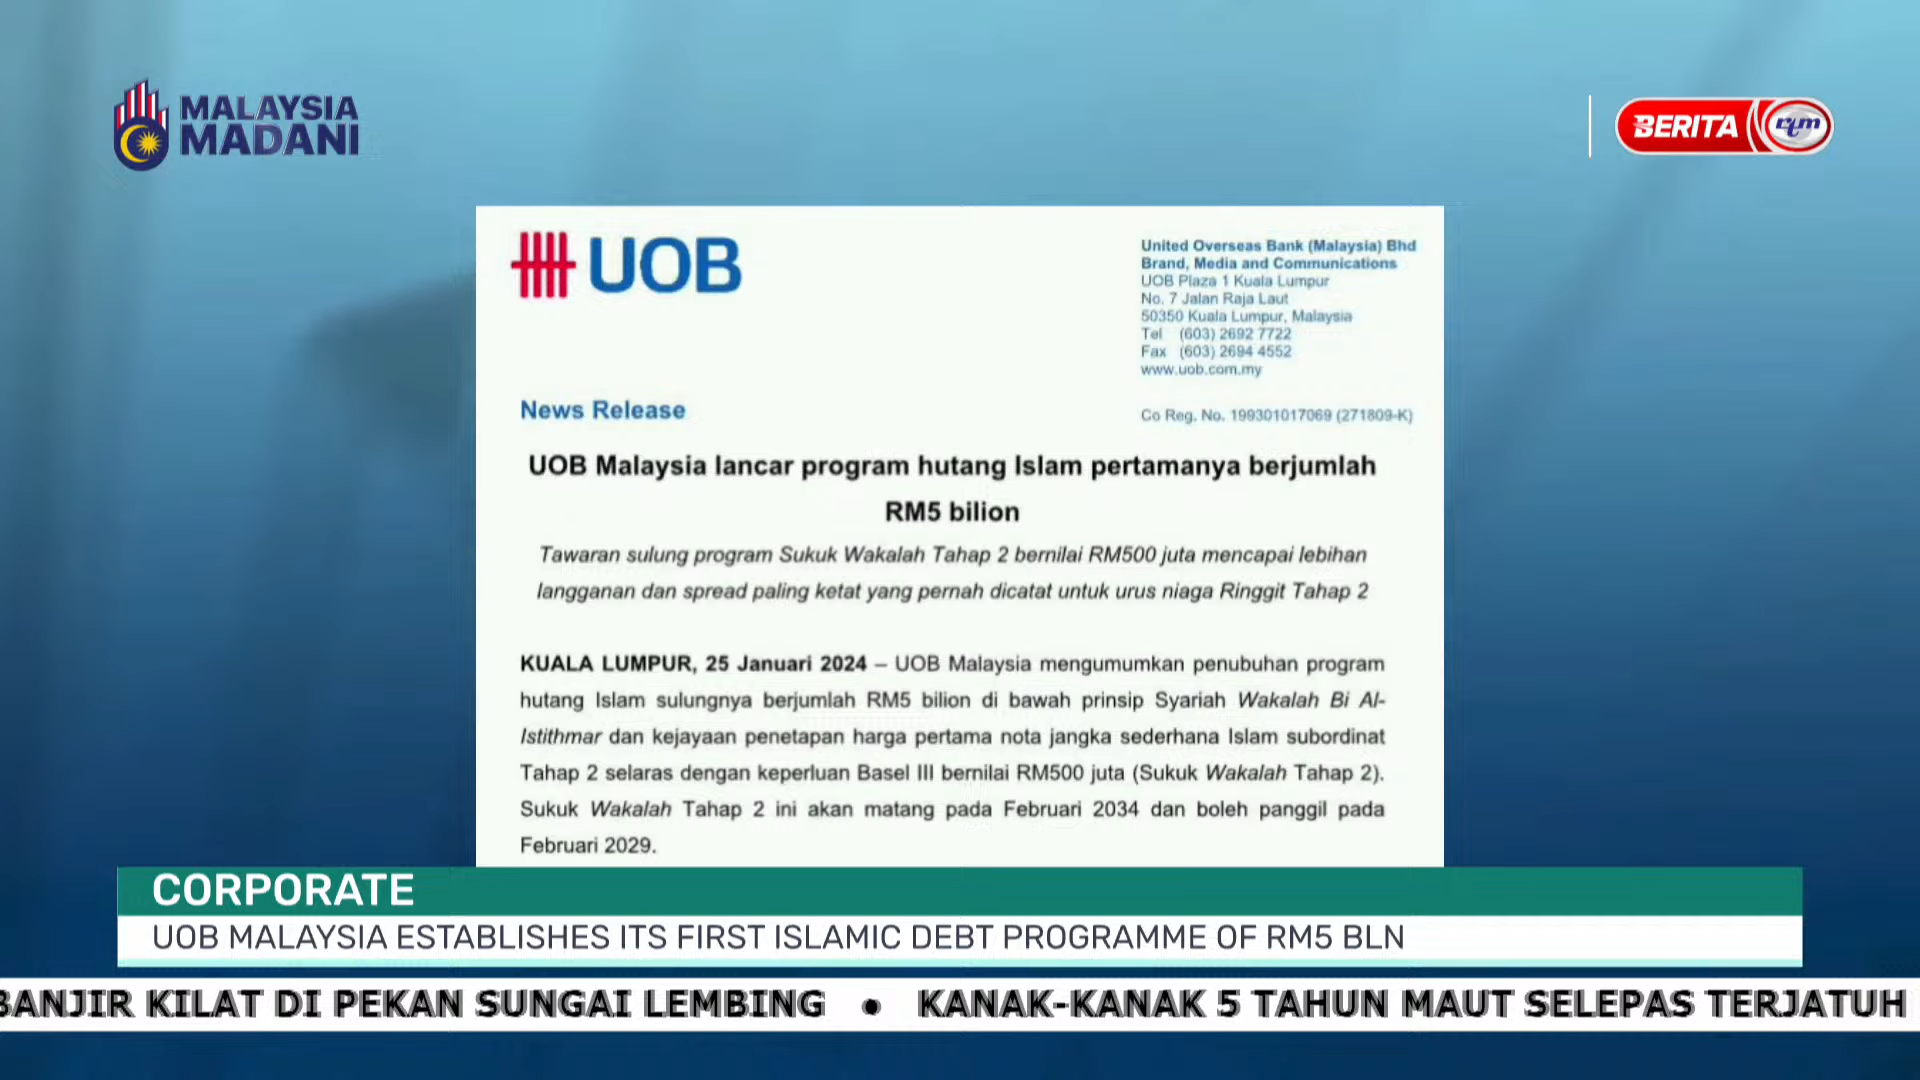 MALAYSIA
MADANI
BERITA rtm
UOB
United Overseas Bank (Malaysia) Bhd
Brand, Media and Communications
UOB Plaza 1 Kuala Lumpur
No. 7 Jalan Raja Laut
50350 Kuala Lumpur, Malaysia
Tel (603) 2692 7722
Fax (603) 2694 4552
www.uob.com.my
News Release
Co Reg. No. 199301017069 (271809-K)
UOB Malaysia lancar program hutang Islam pertamanya berjumlah
RM5 bilion
Tawaran sulung program Sukuk Wakalah Tahap 2 bernilai RM500 juta mencapai lebihan
langganan dan spread paling ketat yang pernah dicatat untuk urus niaga Ringgit Tahap 2
KUALA LUMPUR, 25 Januari 2024 – UOB Malaysia mengumumkan penubuhan program
hutang Islam sulungnya berjumlah RM5 bilion di bawah prinsip Syariah Wakalah Bi Al-
Istithmar dan kejayaan penetapan harga pertama nota jangka sederhana Islam subordinat
Tahap 2 selaras dengan keperluan Basel III bernilai RM500 juta (Sukuk Wakalah Tahap 2).
Sukuk Wakalah Tahap 2 ini akan matang pada Februari 2034 dan boleh panggil pada
Februari 2029.
CORPORATE
UOB MALAYSIA ESTABLISHES ITS FIRST ISLAMIC DEBT PROGRAMME OF RM5 BLN
BANJIR KILAT DI PEKAN SUNGAI LEMBING • KANAK-KANAK 5 TAHUN MAUT SELEPAS TERJATUH